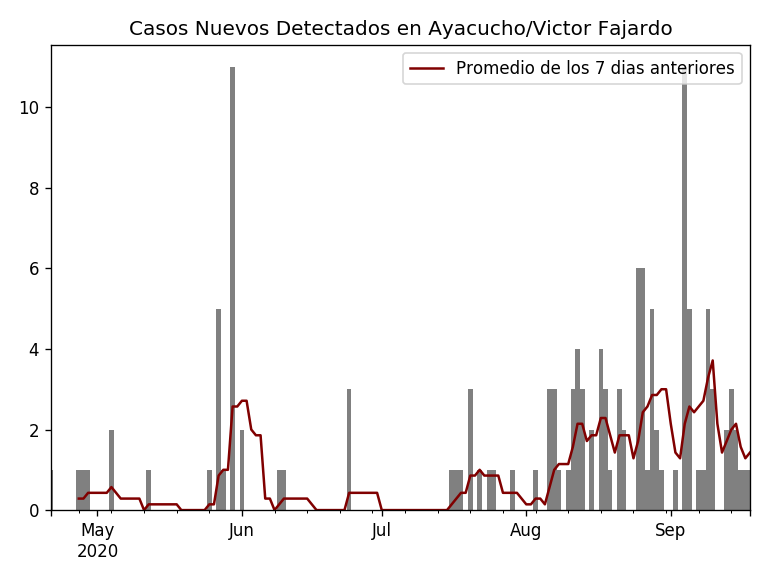 Casos Nuevos Detectados en Ayacucho/Victor Fajardo
Promedio de los 7 dias anteriores
10
8
6
4
2
0
May Jun Jul Aug Sep
2020